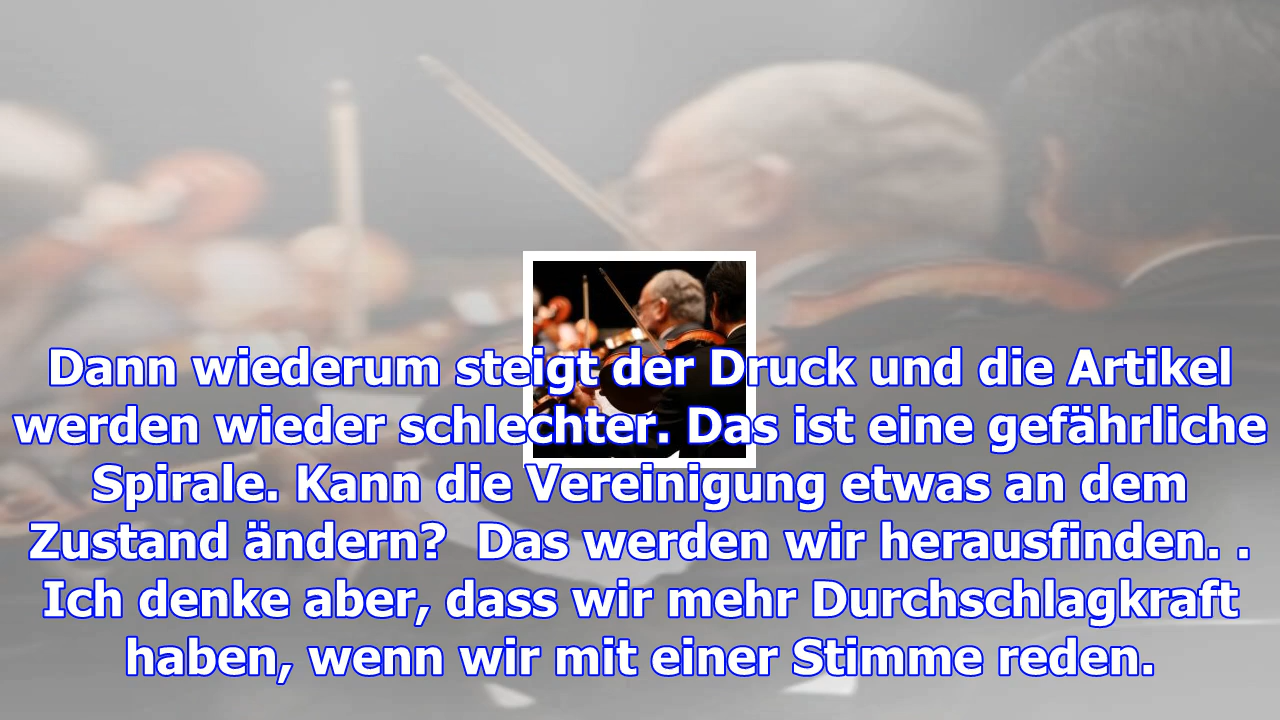 Dann wiederum steigt der Druck und die Artikel
werden wieder schlechter. Das ist eine gefährliche
Spirale. Kann die Vereinigung etwas an dem
Zustand ändern?  Das werden wir herausfinden. .
Ich denke aber, dass wir mehr Durchschlagkraft
haben, wenn wir mit einer Stimme reden.